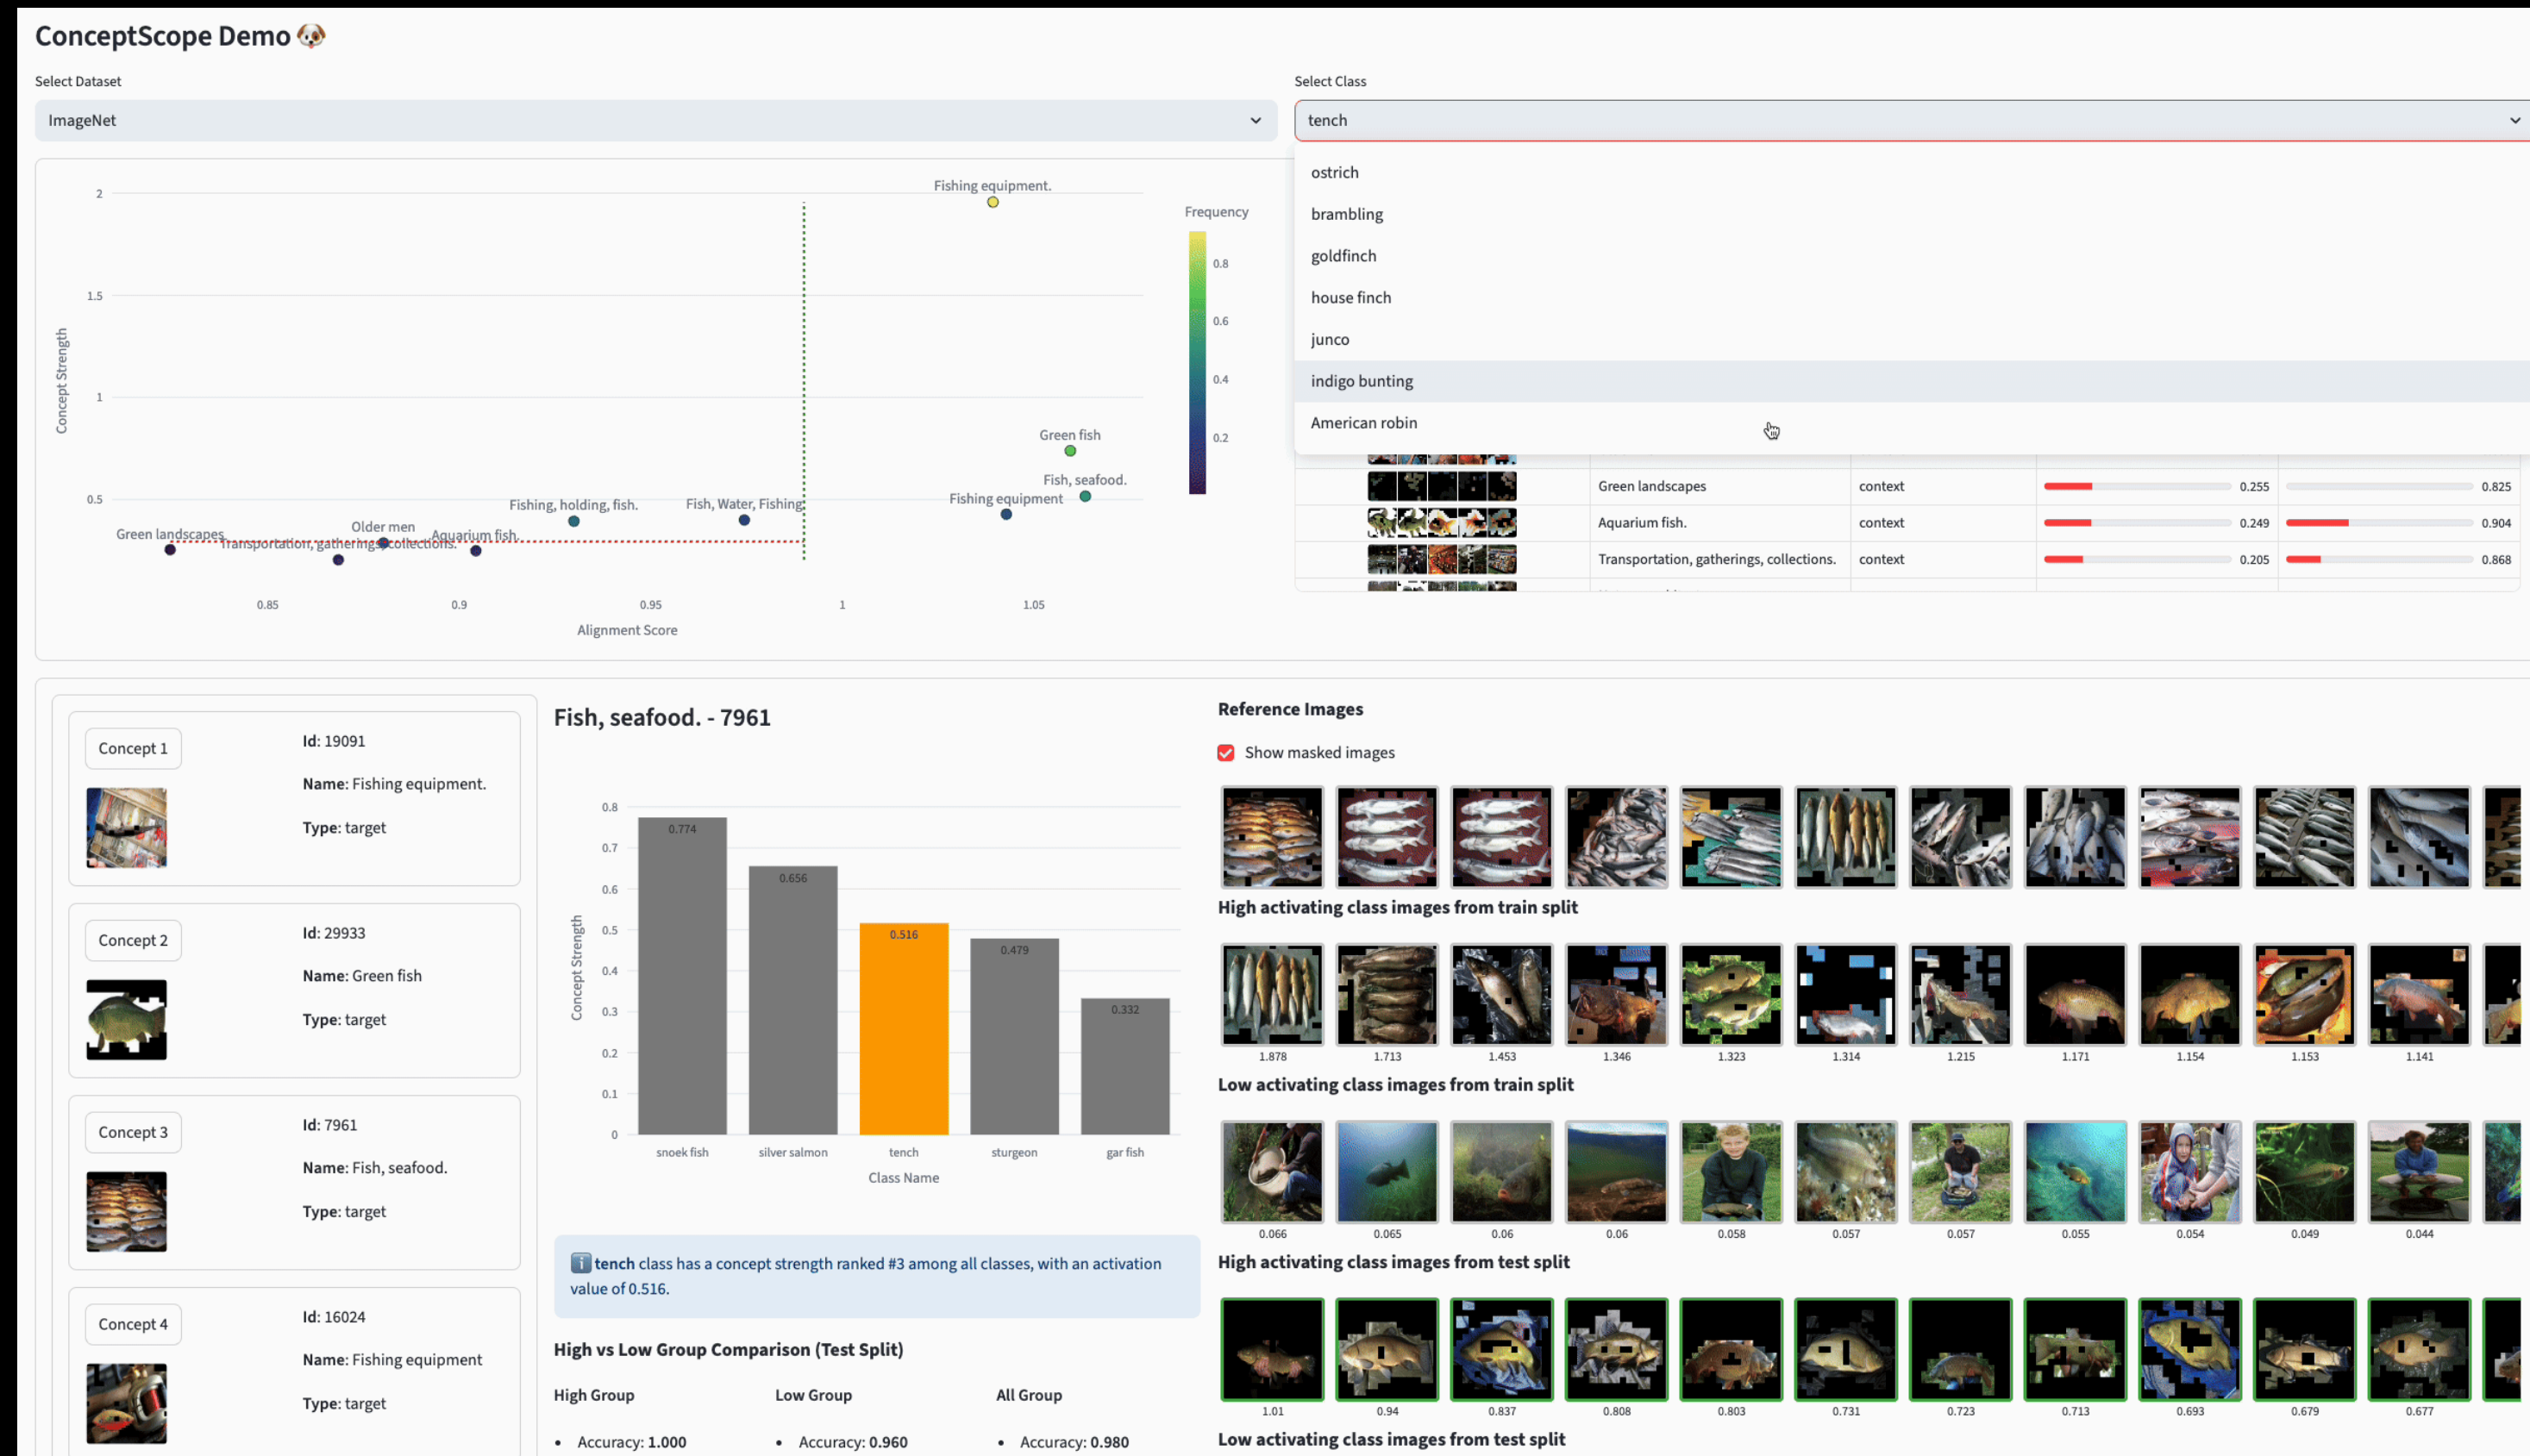 ConceptScope Demo
Select Dataset
ImageNet
Select Class
tench
ostrich
brambling
goldfinch
house finch
junco
indigo bunting
American robin
Concept Strength
2
1.5
1
0.5
Fishing equipment.
Green fish
Fish, seafood.
Fishing equipment
Fish, Water, Fishing
Fishing, holding, fish.
Older men
Aquarium fish.
Green landscapes.
Transportation, gatherings, collections.
0.85
0.9
0.95
1
1.05
Alignment Score
Frequency
0.8
0.6
0.4
0.2
Green landscapes context 0.255 0.825
Aquarium fish. context 0.249 0.904
Transportation, gatherings, collections. context 0.205 0.868
Concept 1
Id: 19091
Name: Fishing equipment.
Type: target
Concept 2
Id: 29933
Name: Green fish
Type: target
Concept 3
Id: 7961
Name: Fish, seafood.
Type: target
Concept 4
Id: 16024
Name: Fishing equipment
Type: target
Fish, seafood. - 7961
Concept Strength
0.8
0.7
0.6
0.5
0.4
0.3
0.2
0.1
0
0.774
0.656
0.516
0.479
0.332
snoek fish
silver salmon
tench
sturgeon
gar fish
Class Name
i tench class has a concept strength ranked #3 among all classes, with an activation
value of 0.516.
High vs Low Group Comparison (Test Split)
High Group
Low Group
All Group
• Accuracy: 1.000
• Accuracy: 0.960
• Accuracy: 0.980
Reference Images
Show masked images
High activating class images from train split
1.878 1.713 1.453 1.346 1.323 1.314 1.215 1.171 1.154 1.153 1.141
Low activating class images from train split
0.066 0.065 0.06 0.06 0.058 0.057 0.057 0.055 0.054 0.049 0.044
High activating class images from test split
1.01 0.94 0.837 0.808 0.803 0.731 0.723 0.713 0.693 0.679 0.677
Low activating class images from test split